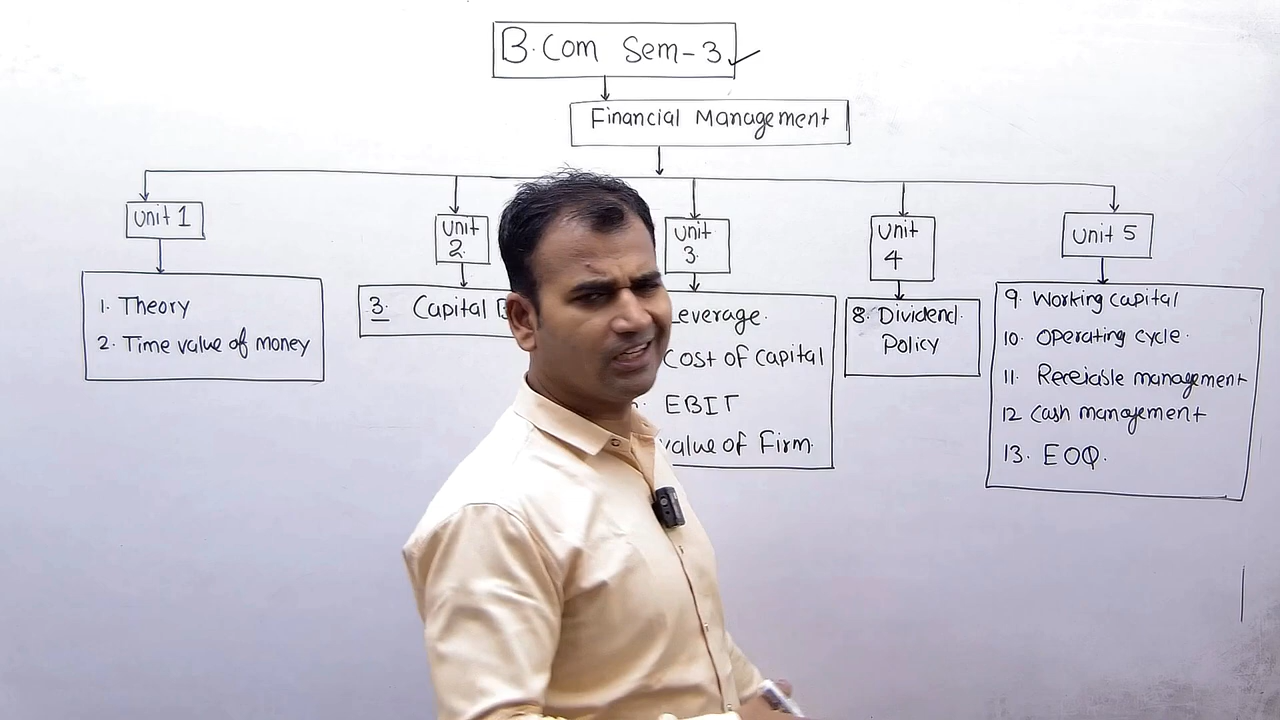 B.Com Sem-3
Financial Management
Unit 1
1. Theory
2. Time value of money
Unit
2.
3. Capital
Unit
3.
Leverage.
Cost of Capital
EBIT
value of Firm.
Unit
4
8. Dividend.
Policy
Unit 5
9. Working Capital
10. Operating cycle.
11. Receiable management
12 Cash management
13. EOQ.